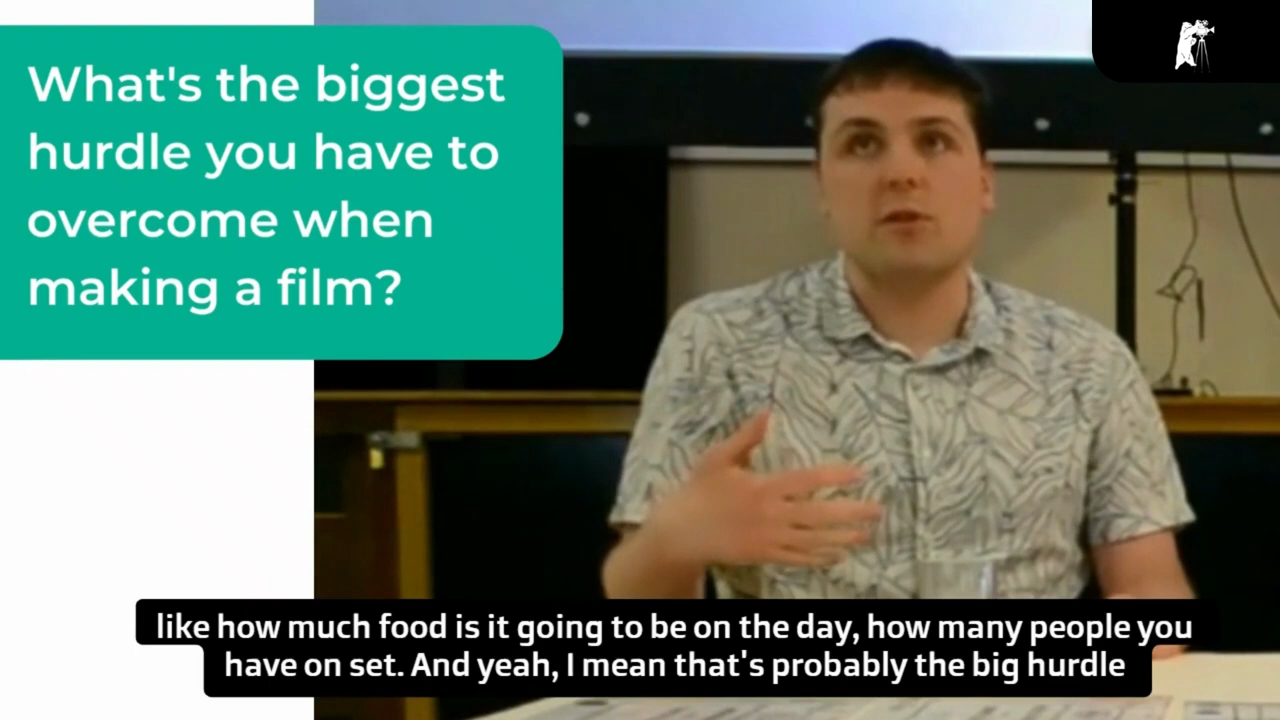 What's the biggest
hurdle you have to
overcome when
making a film?
like how much food is it going to be on the day, how many people you
have on set. And yeah, I mean that's probably the big hurdle